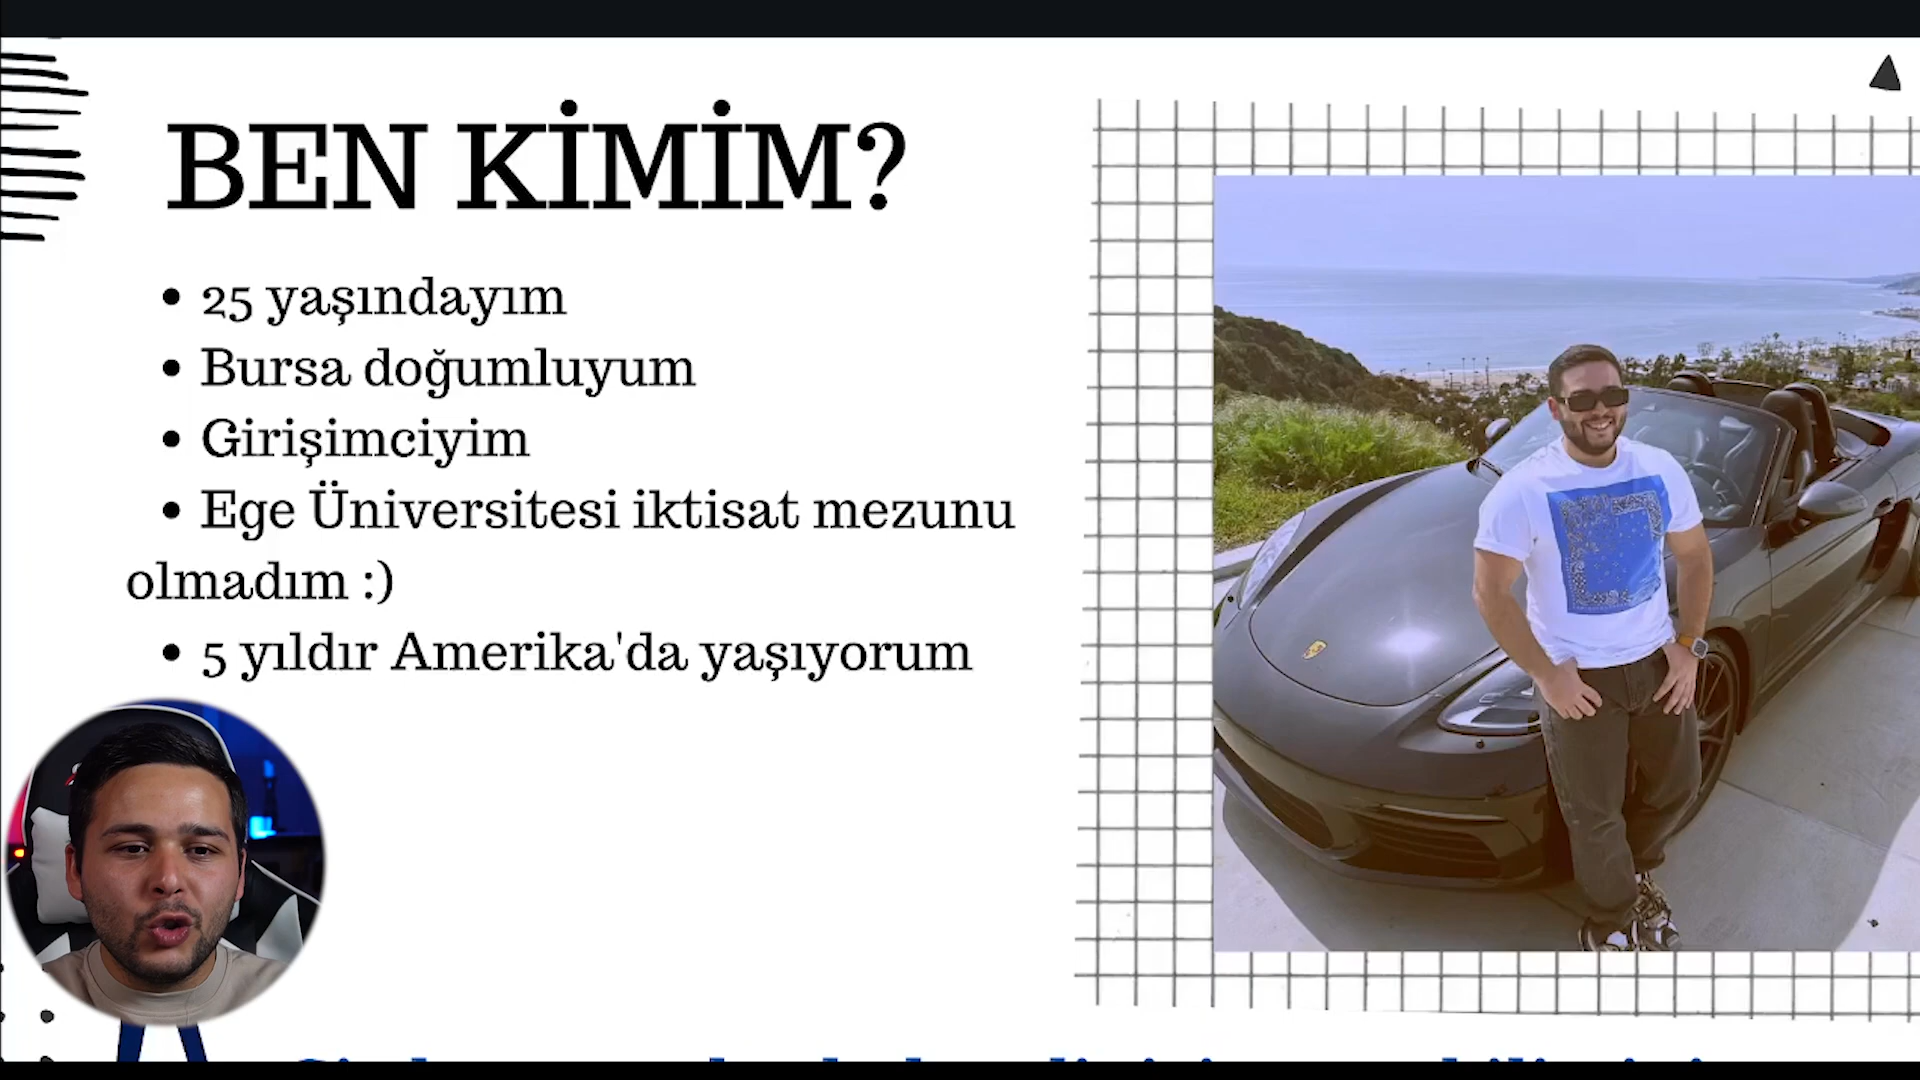 BEN KİMİM?
• 25 yaşındayım
• Bursa doğumluyum
• Girişimciyim
• Ege Üniversitesi iktisat mezunu
olmadım :)
• 5 yıldır Amerika'da yaşıyorum